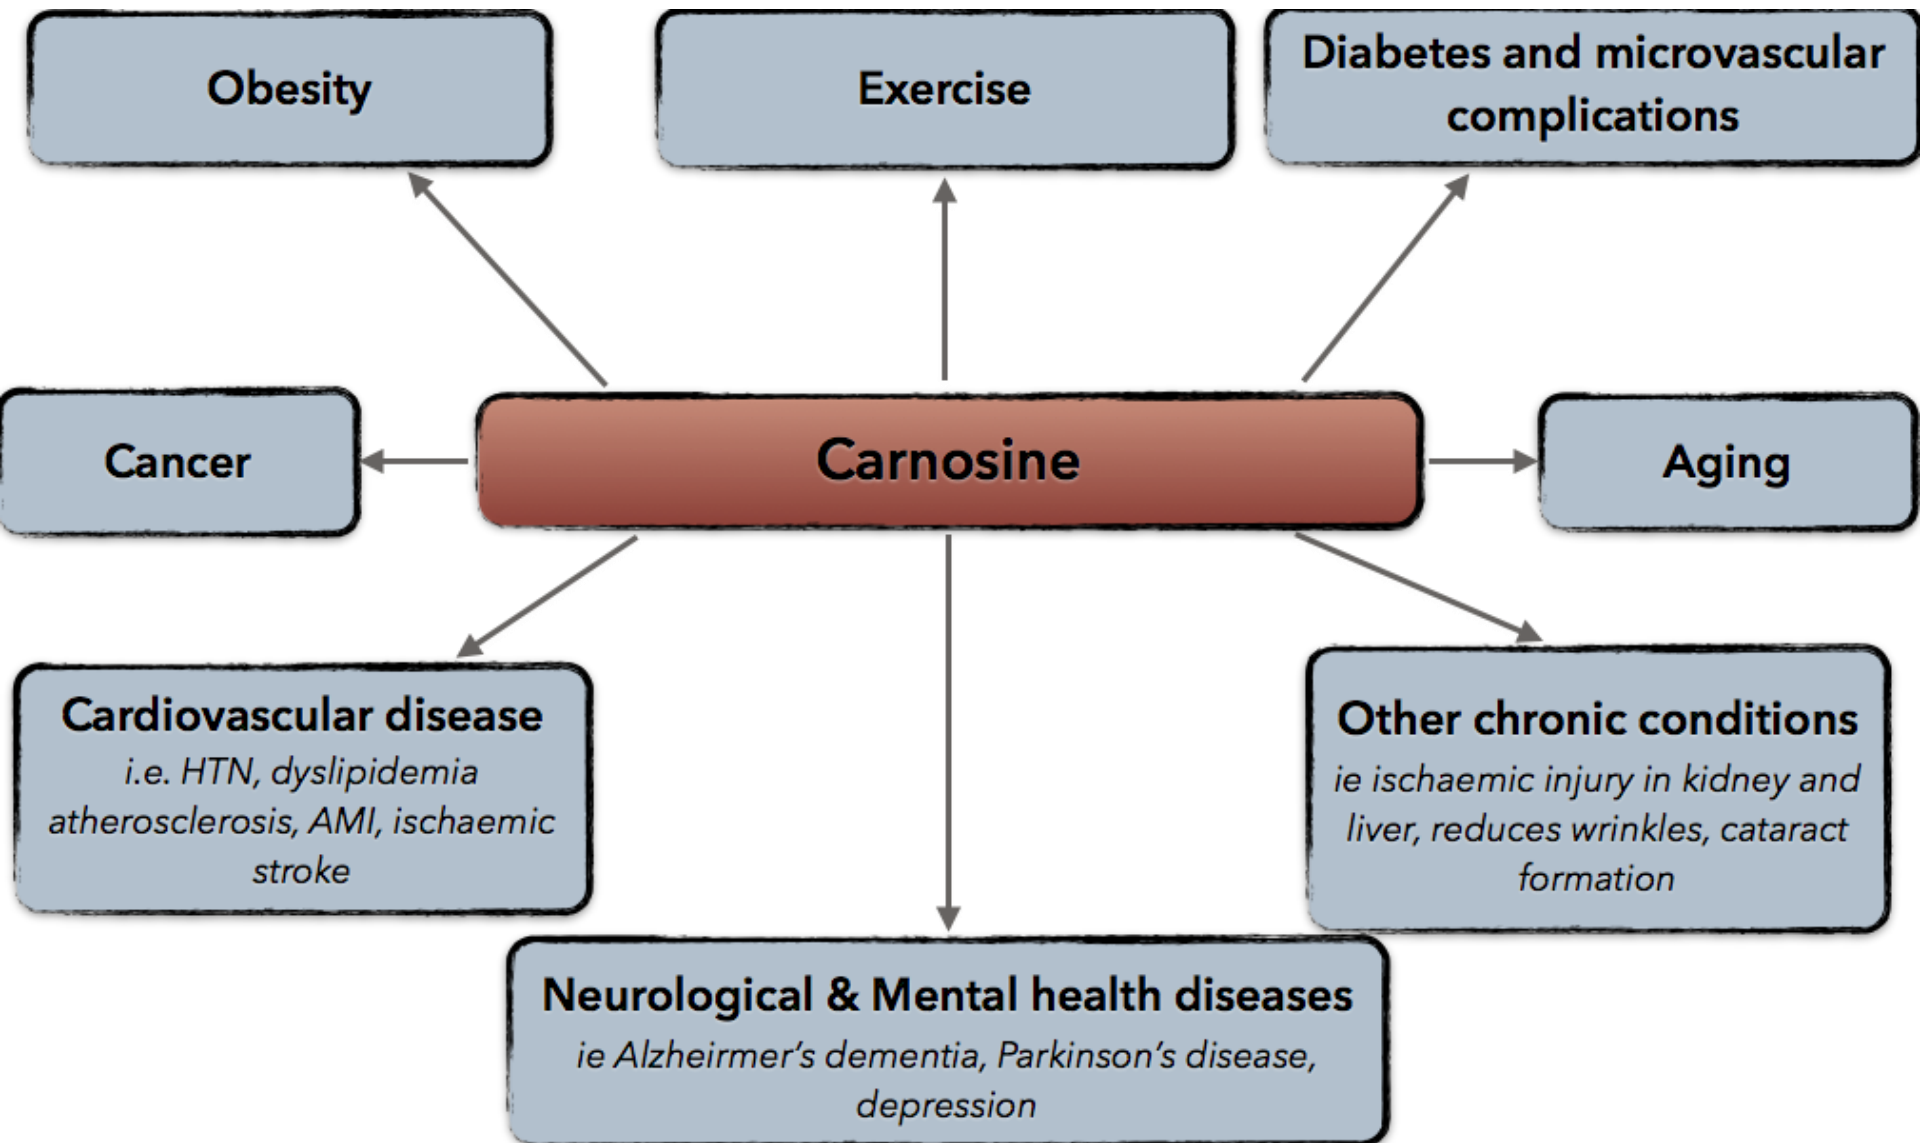 Obesity
Exercise
Diabetes and microvascular
complications
Cancer
Carnosine
Aging
Cardiovascular disease
i.e. HTN, dyslipidemia
atherosclerosis, AMI, ischaemic
stroke
Other chronic conditions
ie ischaemic injury in kidney and
liver, reduces wrinkles, cataract
formation
Neurological & Mental health diseases
ie Alzheirmer’s dementia, Parkinson’s disease,
depression